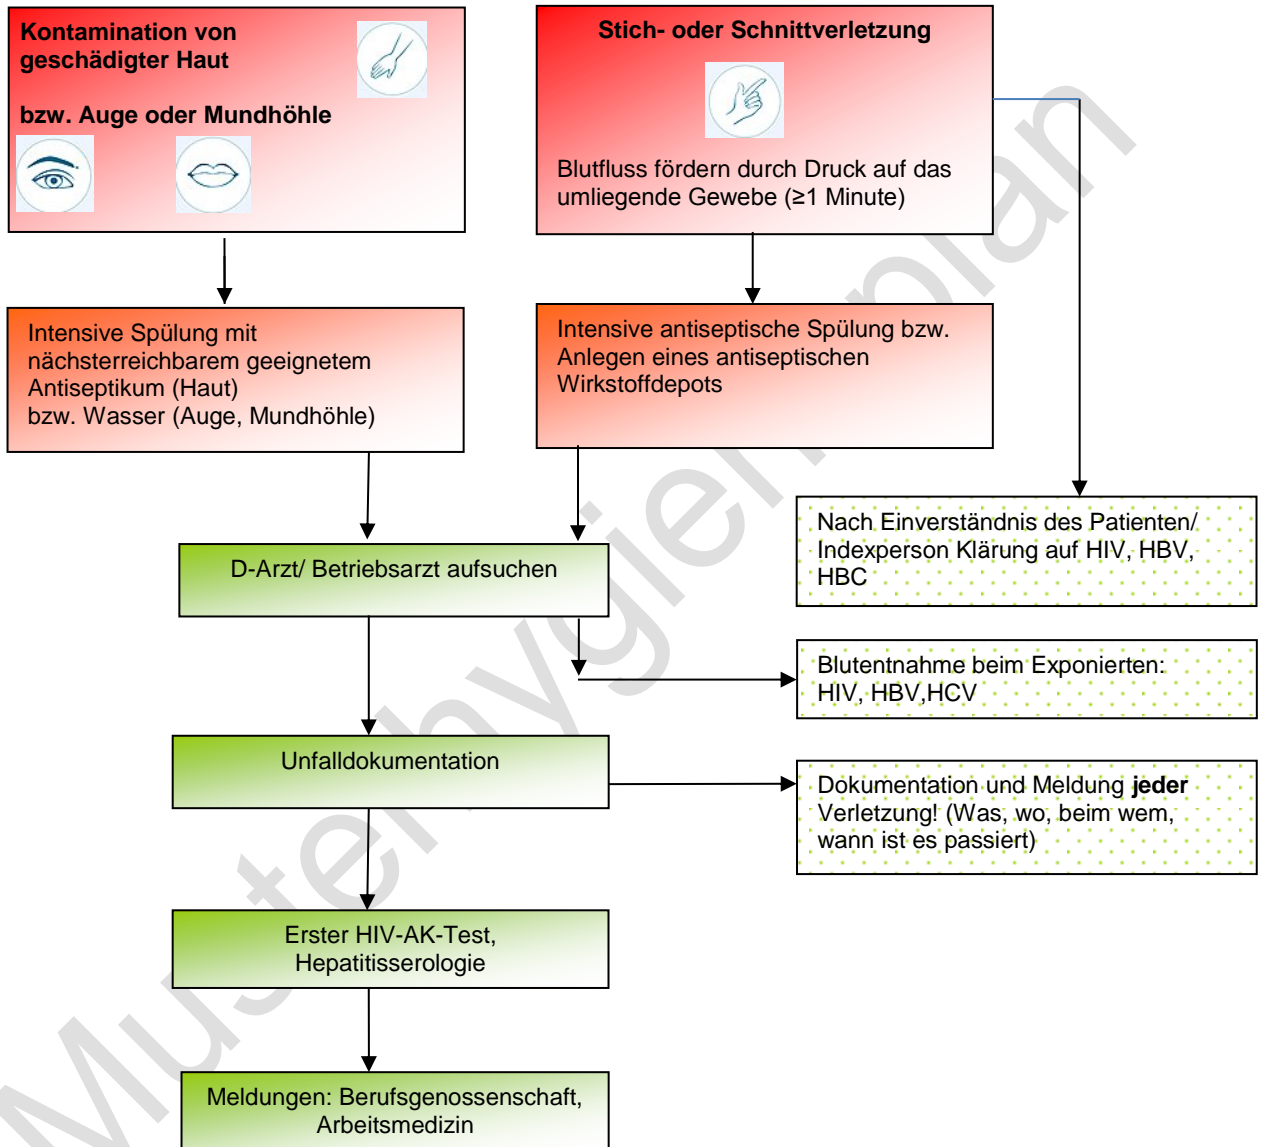 Kontamination von
geschädigter Haut
bzw. Auge oder Mundhöhle
Stich- oder Schnittverletzung
Blutfluss fördern durch Druck auf das
umliegende Gewebe (≥1 Minute)
Intensive Spülung mit
nächsterreichbarem geeignetem
Antiseptikum (Haut)
bzw. Wasser (Auge, Mundhöhle)
Intensive antiseptische Spülung bzw.
Anlegen eines antiseptischen
Wirkstoffdepots
Nach Einverständnis des Patienten/
Indexperson Klärung auf HIV, HBV,
HBC
D-Arzt/ Betriebsarzt aufsuchen
Blutentnahme beim Exponierten:
HIV, HBV,HCV
Unfalldokumentation
Dokumentation und Meldung jeder
Verletzung! (Was, wo, beim wem,
wann ist es passiert)
Erster HIV-AK-Test,
Hepatitisserologie
Meldungen: Berufsgenossenschaft,
Arbeitsmedizin
Musterhygieneplan